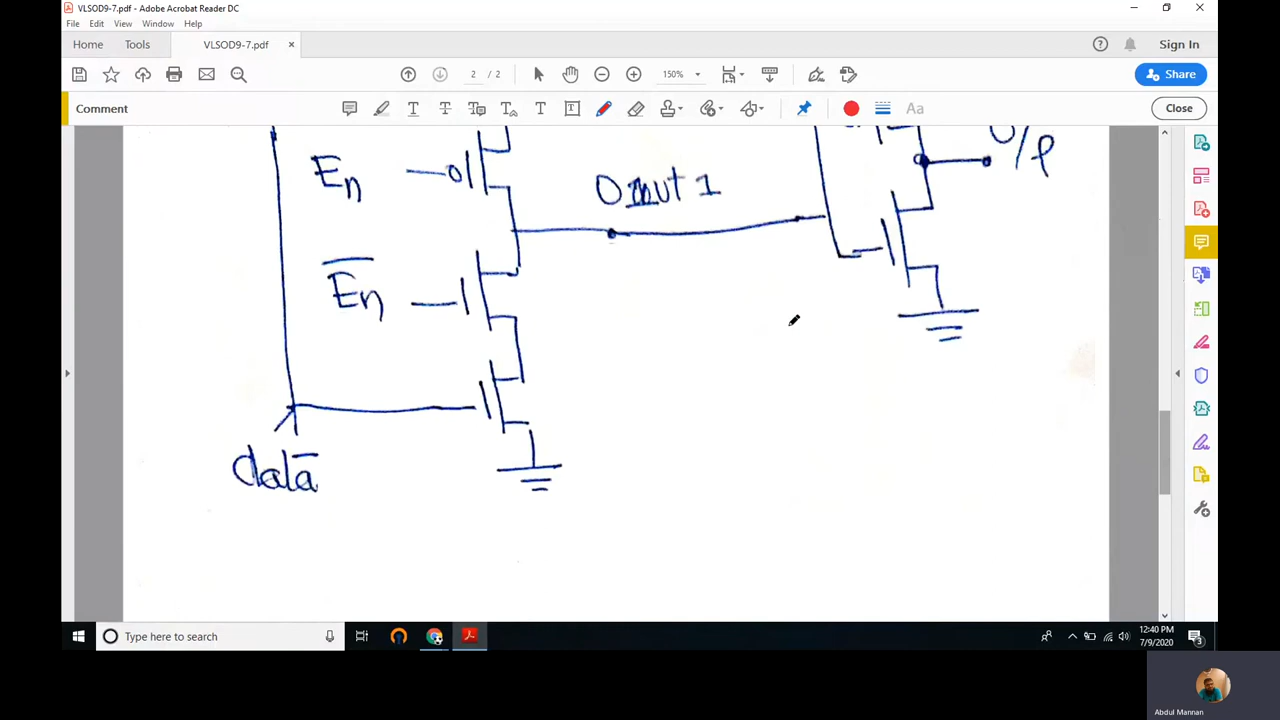 VLSOD9-7.pdf - Adobe Acrobat Reader DC
File Edit View Window Help
Home Tools VLSOD9-7.pdf × Sign In
2 / 2 150% Share
Comment Close
En
O/P
En
data
Type here to search
12:40 PM
7/9/2020
3
Abdul Mannan